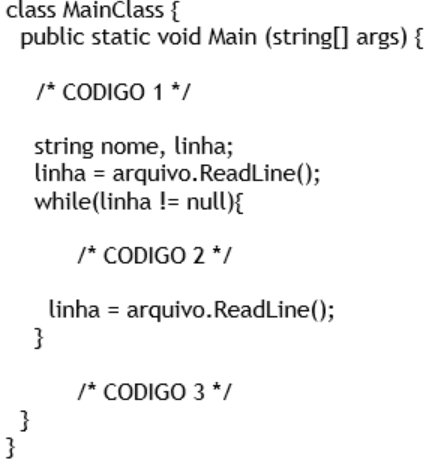 class MainClass {
public static void Main (string[] args) {
/* CODIGO 1 */
string nome, linha;
linha = arquivo.ReadLine();
while(linha != null){
/* CODIGO 2 */
linha = arquivo.ReadLine();
}
/* CODIGO 3 */
}
}